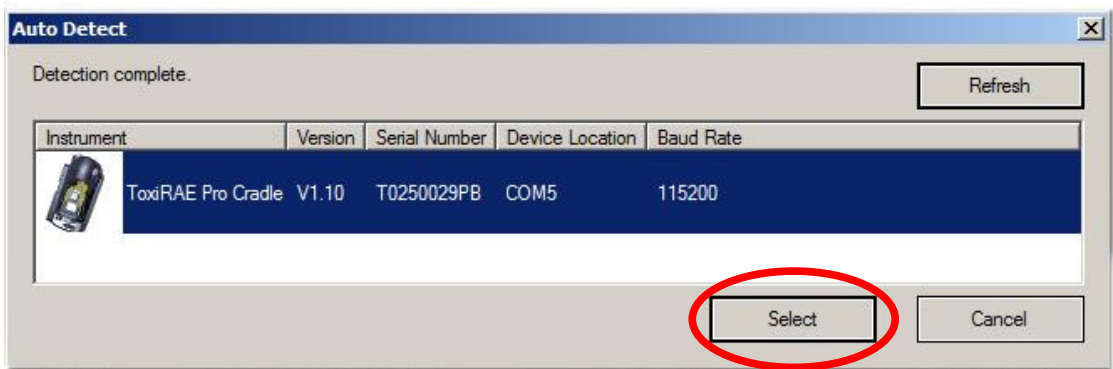 Auto Detect
Detection complete.
Refresh
Instrument Version Serial Number Device Location Baud Rate
ToxiRAE Pro Cradle V1.10 T0250029PB COM5 115200
Select Cancel